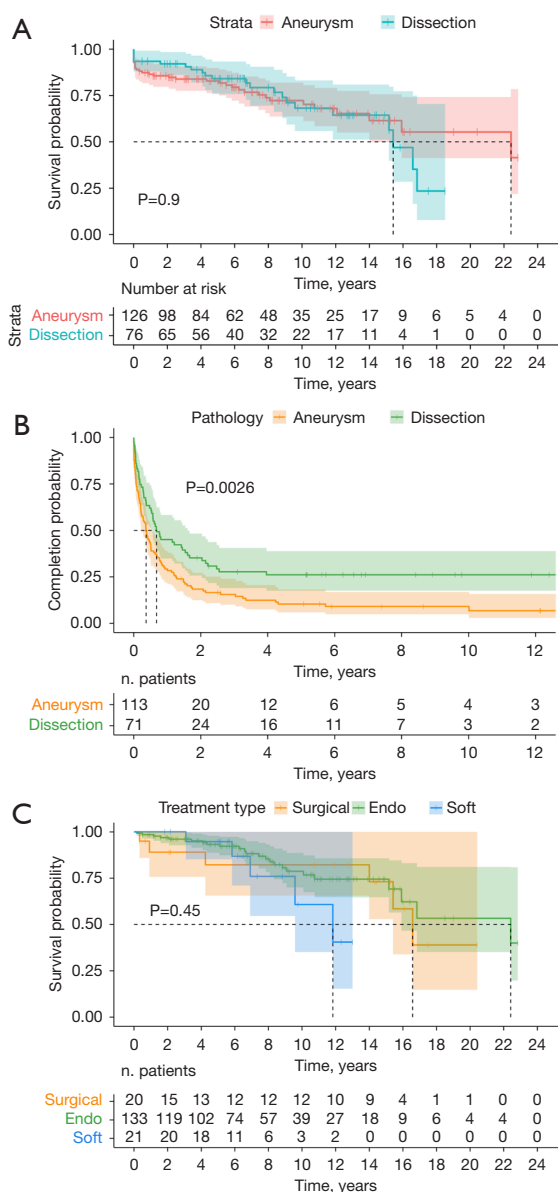 A
Strata Aneurysm Dissection
1.00
0.75
0.50
0.25
0.00
Survival probability
P=0.9
0 2 4 6 8 10 12 14 16 18 20 22 24
Time, years
Number at risk
Strata
Aneurysm 126 98 84 62 48 35 25 17 9 6 5 4 0
Dissection 76 65 56 40 32 22 17 11 4 1 0 0 0
0 2 4 6 8 10 12 14 16 18 20 22 24
Time, years
B
Pathology Aneurysm Dissection
1.00
0.75
0.50
0.25
0.00
Completion probability
P=0.0026
0 2 4 6 8 10 12
Time, years
n. patients
Aneurysm 113 20 12 6 5 4 3
Dissection 71 24 16 11 7 3 2
0 2 4 6 8 10 12
Time, years
C
Treatment type Surgical Endo Soft
1.00
0.75
0.50
0.25
0.00
Survival probability
P=0.45
0 2 4 6 8 10 12 14 16 18 20 22 24
Time, years
n. patients
Surgical 20 15 13 12 12 12 10 9 4 1 1 0 0
Endo 133 119 102 74 57 39 27 18 9 6 4 4 0
Soft 21 20 18 11 6 3 2 0 0 0 0 0 0
0 2 4 6 8 10 12 14 16 18 20 22 24
Time, years